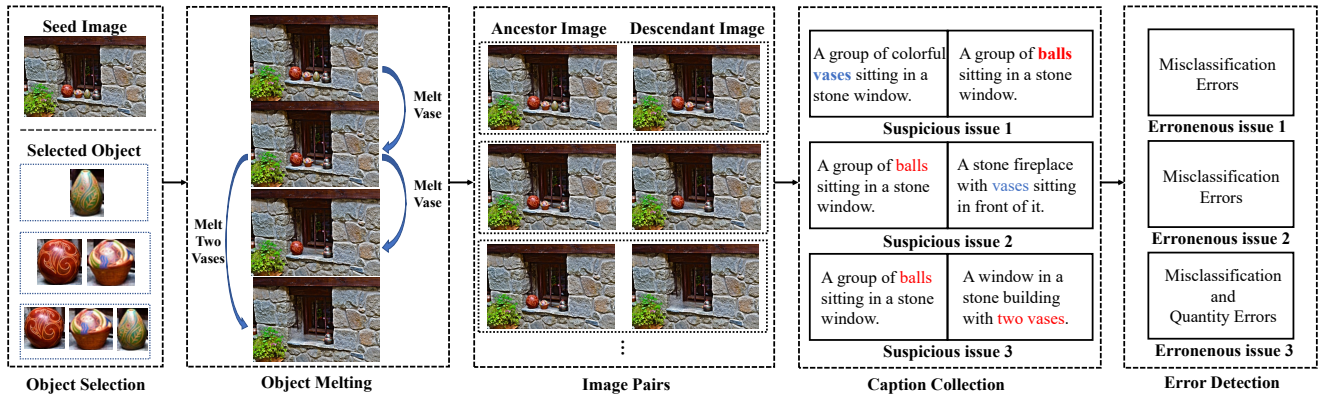 Seed Image
Selected Object
Object Selection
Melt
Vase
Melt
Vase
Melt
Two
Vases
Object Melting
Ancestor Image
Descendant Image
⋮
Image Pairs
A group of colorful
vases sitting in a
stone window.
A group of balls
sitting in a stone
window.
Suspicious issue 1
A group of balls
sitting in a stone
window.
A stone fireplace
with vases sitting
in front of it.
Suspicious issue 2
A group of balls
sitting in a stone
window.
A window in a
stone building
with two vases.
Suspicious issue 3
Caption Collection
Misclassification
Errors
Erronenous issue 1
Misclassification
Errors
Erronenous issue 2
Misclassification
and
Quantity Errors
Erronenous issue 3
Error Detection